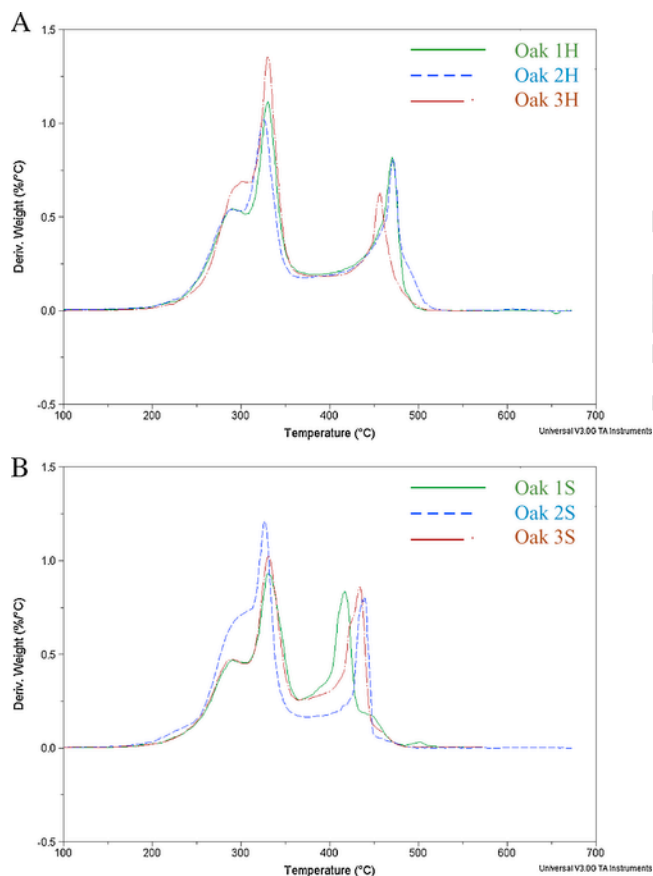 A
1.5
1.0
0.5
0.0
-0.5
Deriv. Weight (%/°C)
Oak 1H
Oak 2H
Oak 3H
100
200
300
400
500
600
700
Temperature (°C)
Universal V3.0G TA Instruments
B
1.5
1.0
0.5
0.0
-0.5
Deriv. Weight (%/°C)
Oak 1S
Oak 2S
Oak 3S
100
200
300
400
500
600
700
Temperature (°C)
Universal V3.0G TA Instruments